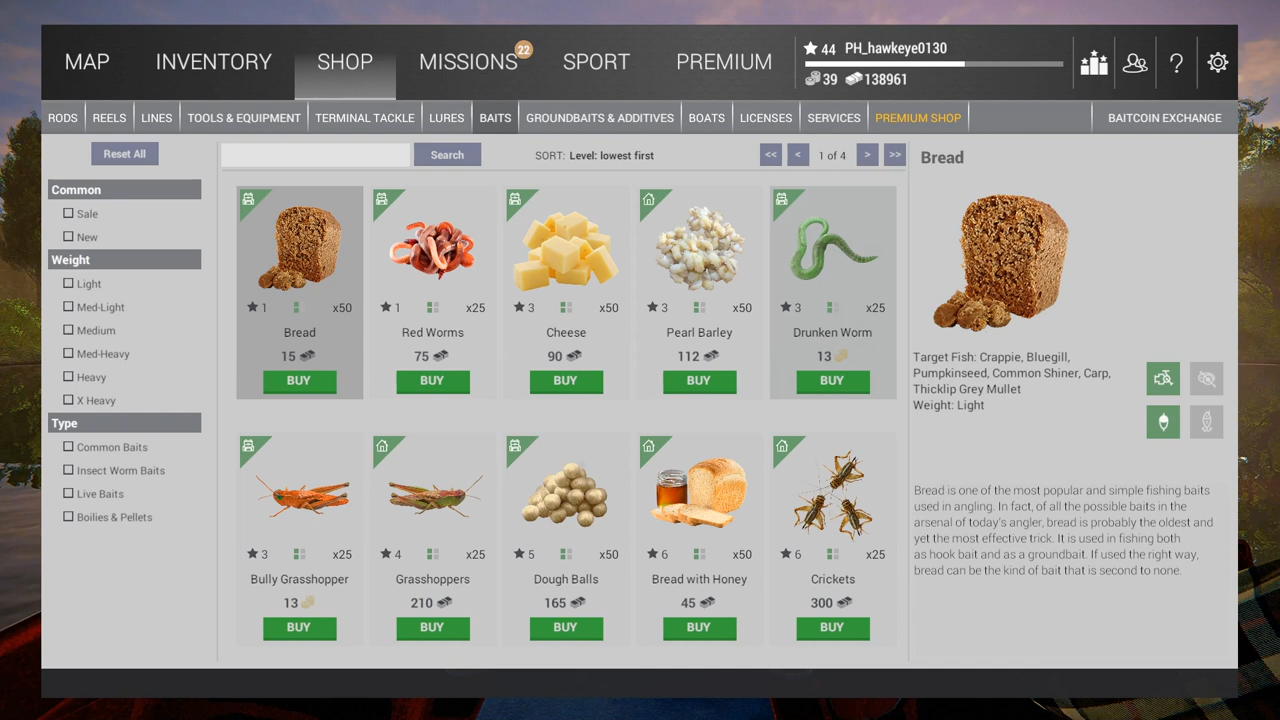 MAP INVENTORY SHOP MISSIONS 22 SPORT PREMIUM 44 PH_hawkeye0130
39 138961
RODS REELS LINES TOOLS & EQUIPMENT TERMINAL TACKLE LURES BAITS GROUNDBAITS & ADDITIVES BOATS LICENSES SERVICES PREMIUM SHOP BAITCOIN EXCHANGE
Reset All
Search
SORT: Level: lowest first
<< < 1 of 4 > >>
Common
Sale
New
Weight
Light
Med-Light
Medium
Med-Heavy
Heavy
X Heavy
Type
Common Baits
Insect Worm Baits
Live Baits
Boilies & Pellets
1 x50 1 x25 3 x50 3 x50 3 x25
Bread Red Worms Cheese Pearl Barley Drunken Worm
15 75 90 112 13
BUY BUY BUY BUY BUY
3 x25 4 x25 5 x50 6 x50 6 x25
Bully Grasshopper Grasshoppers Dough Balls Bread with Honey Crickets
13 210 165 45 300
BUY BUY BUY BUY BUY
Bread
Target Fish: Crappie, Bluegill,
Pumpkinseed, Common Shiner, Carp,
Thicklip Grey Mullet
Weight: Light
Bread is one of the most popular and simple fishing baits
used in angling. In fact, of all the possible baits in the
arsenal of today's angler, bread is probably the oldest and
yet the most effective trick. It is used in fishing both
as hook bait and as a groundbait. If used the right way,
bread can be the kind of bait that is second to none.